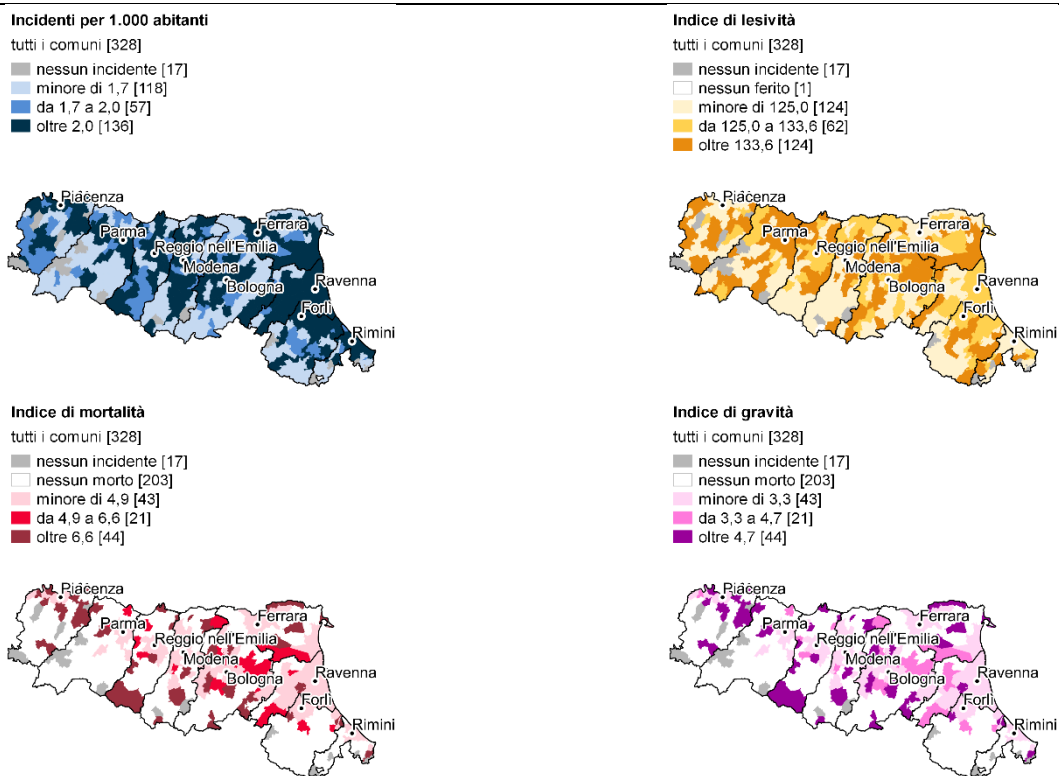 Incidenti per 1.000 abitanti
tutti i comuni [328]
nessun incidente [17]
minore di 1,7 [118]
da 1,7 a 2,0 [57]
oltre 2,0 [136]
Piacenza
Parma
Ferrara
Reggio nell'Emilia
Modena
Bologna
Ravenna
Forlì
Rimini
Indice di lesività
tutti i comuni [328]
nessun incidente [17]
nessun ferito [1]
minore di 125,0 [124]
da 125,0 a 133,6 [62]
oltre 133,6 [124]
Piacenza
Parma
Ferrara
Reggio nell'Emilia
Modena
Bologna
Ravenna
Forlì
Rimini
Indice di mortalità
tutti i comuni [328]
nessun incidente [17]
nessun morto [203]
minore di 4,9 [43]
da 4,9 a 6,6 [21]
oltre 6,6 [44]
Piacenza
Parma
Ferrara
Reggio nell'Emilia
Modena
Bologna
Ravenna
Forlì
Rimini
Indice di gravità
tutti i comuni [328]
nessun incidente [17]
nessun morto [203]
minore di 3,3 [43]
da 3,3 a 4,7 [21]
oltre 4,7 [44]
Piacenza
Parma
Ferrara
Reggio nell'Emilia
Modena
Bologna
Ravenna
Forlì
Rimini